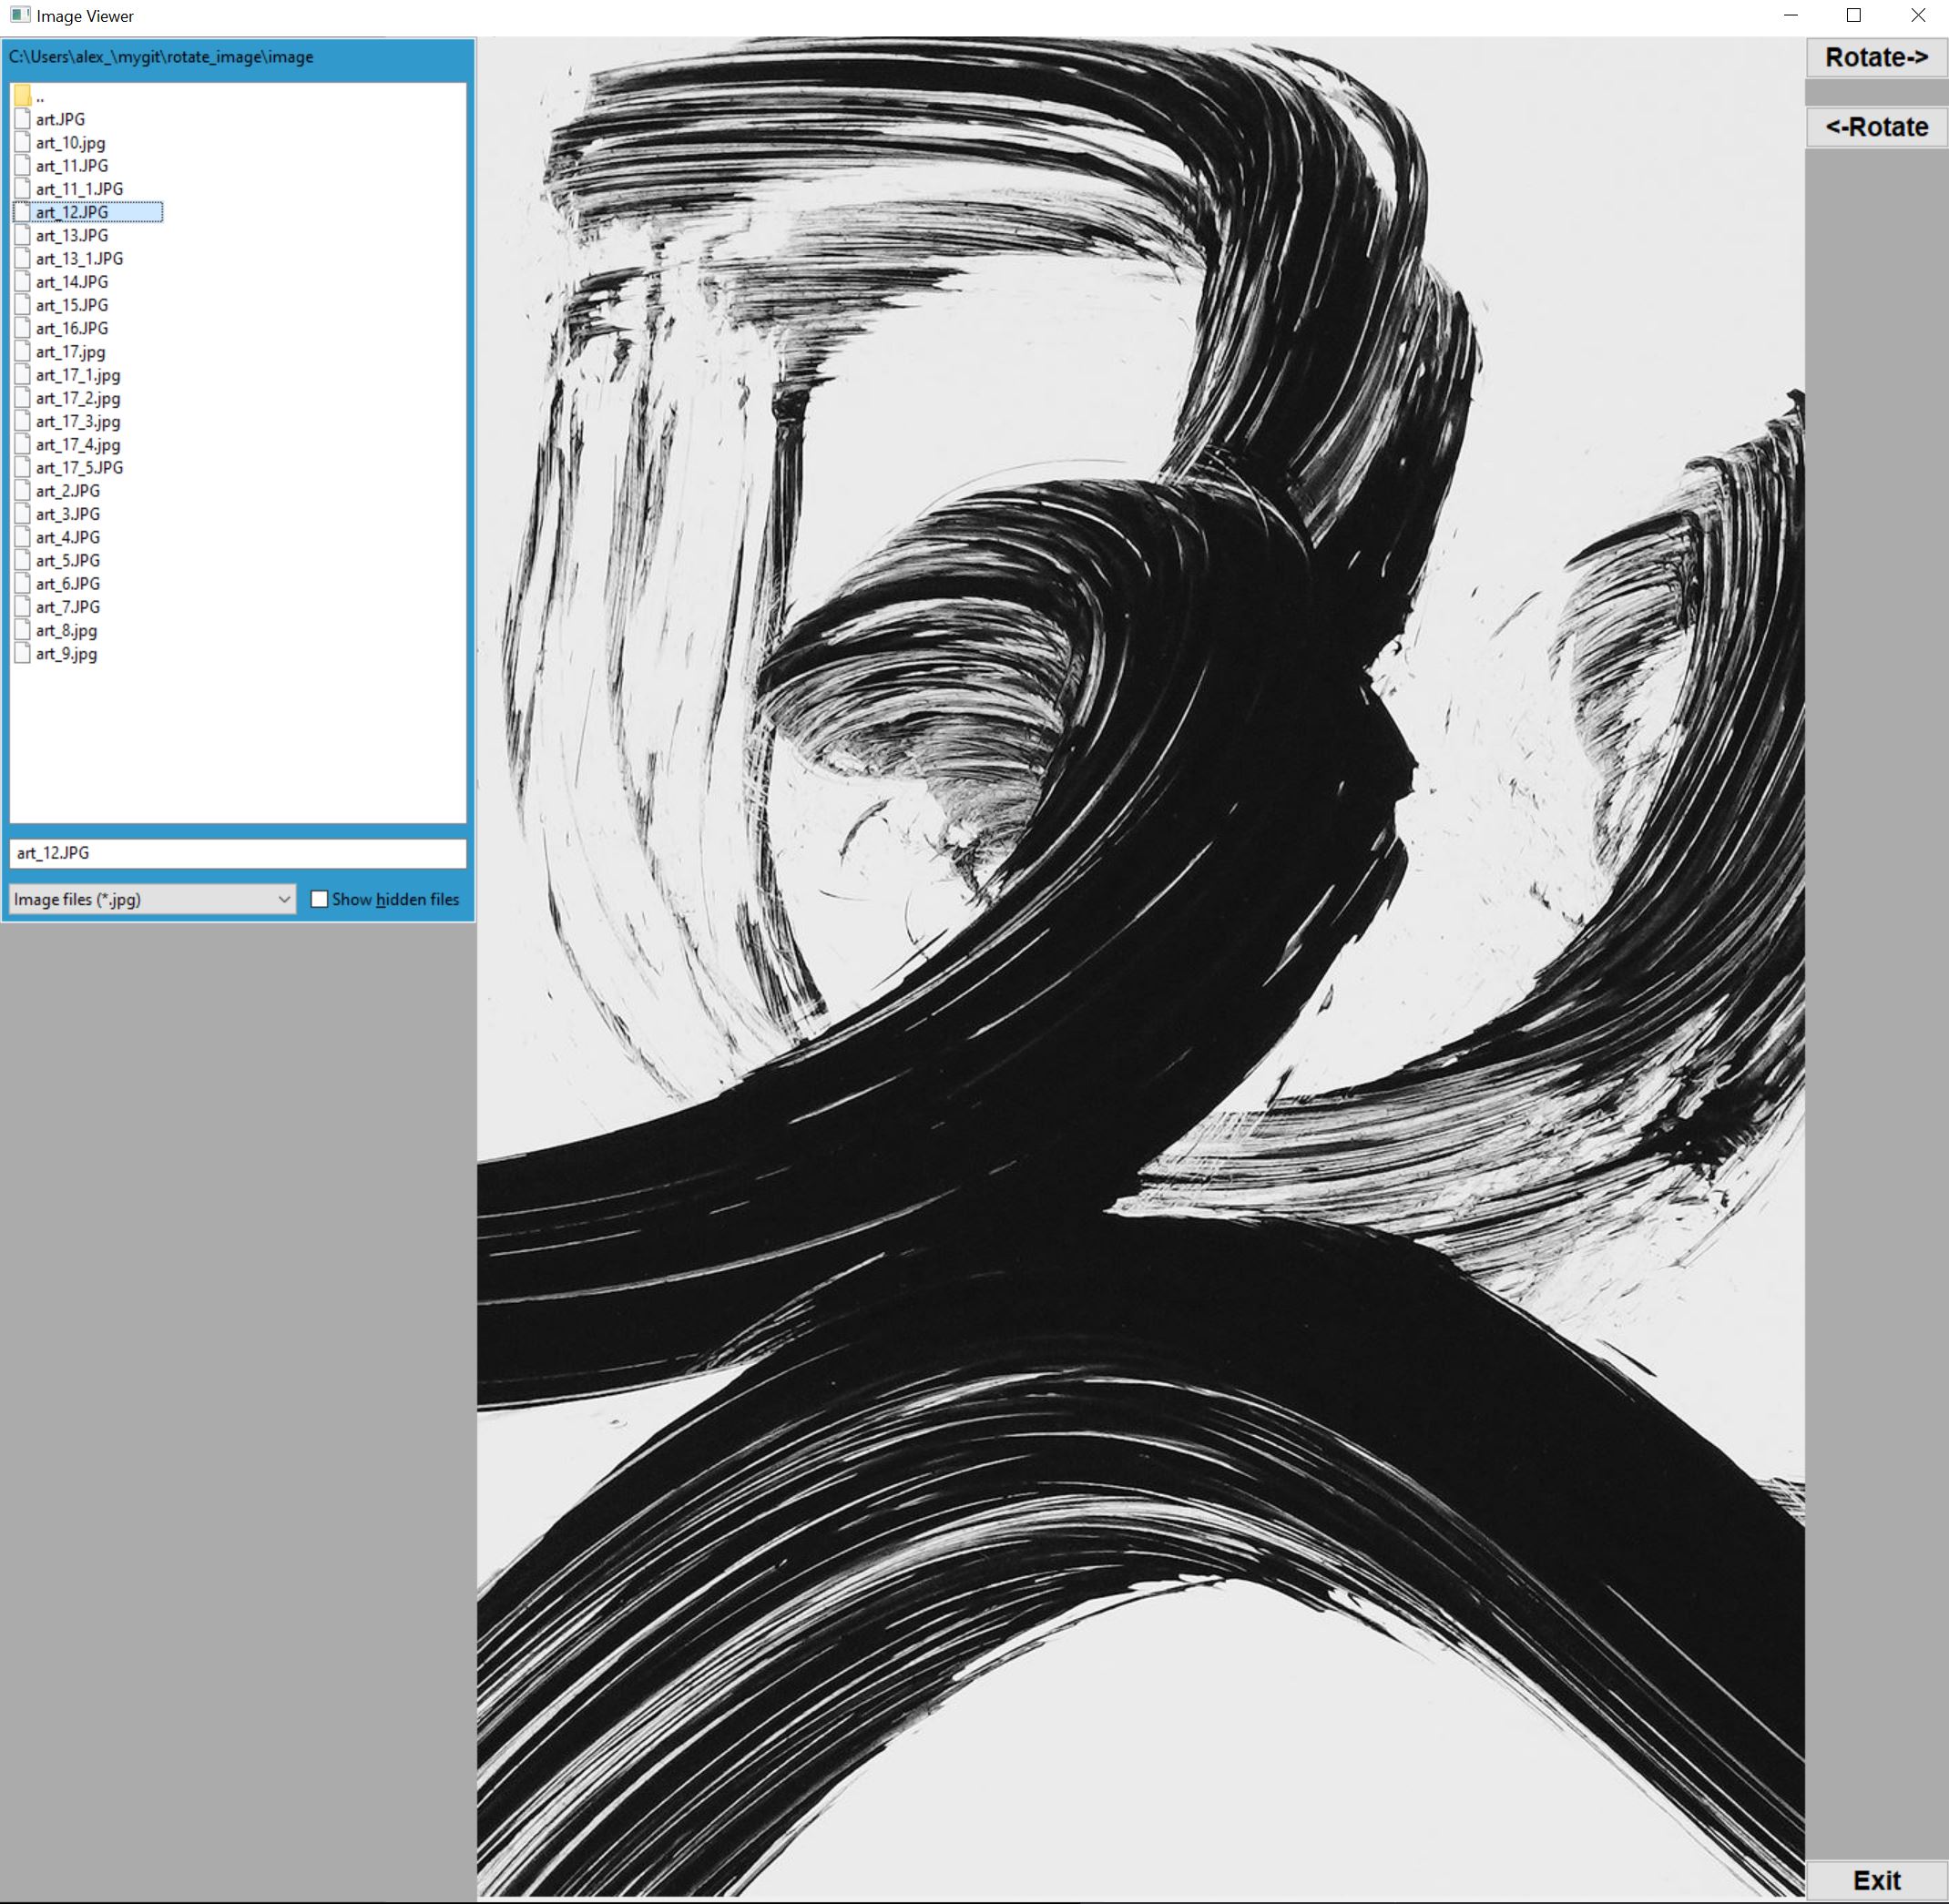 Image Viewer
C:\Users\alex_\mygit\rotate_image\image
..
art.JPG
art_10.jpg
art_11.JPG
art_11_1.JPG
art_12.JPG
art_13.JPG
art_13_1.JPG
art_14.JPG
art_15.JPG
art_16.JPG
art_17.jpg
art_17_1.jpg
art_17_2.jpg
art_17_3.jpg
art_17_4.jpg
art_17_5.JPG
art_2.JPG
art_3.JPG
art_4.JPG
art_5.JPG
art_6.JPG
art_7.JPG
art_8.jpg
art_9.jpg
art_12.JPG
Image files (*.jpg)
Show hidden files
Rotate->
<-Rotate
Exit